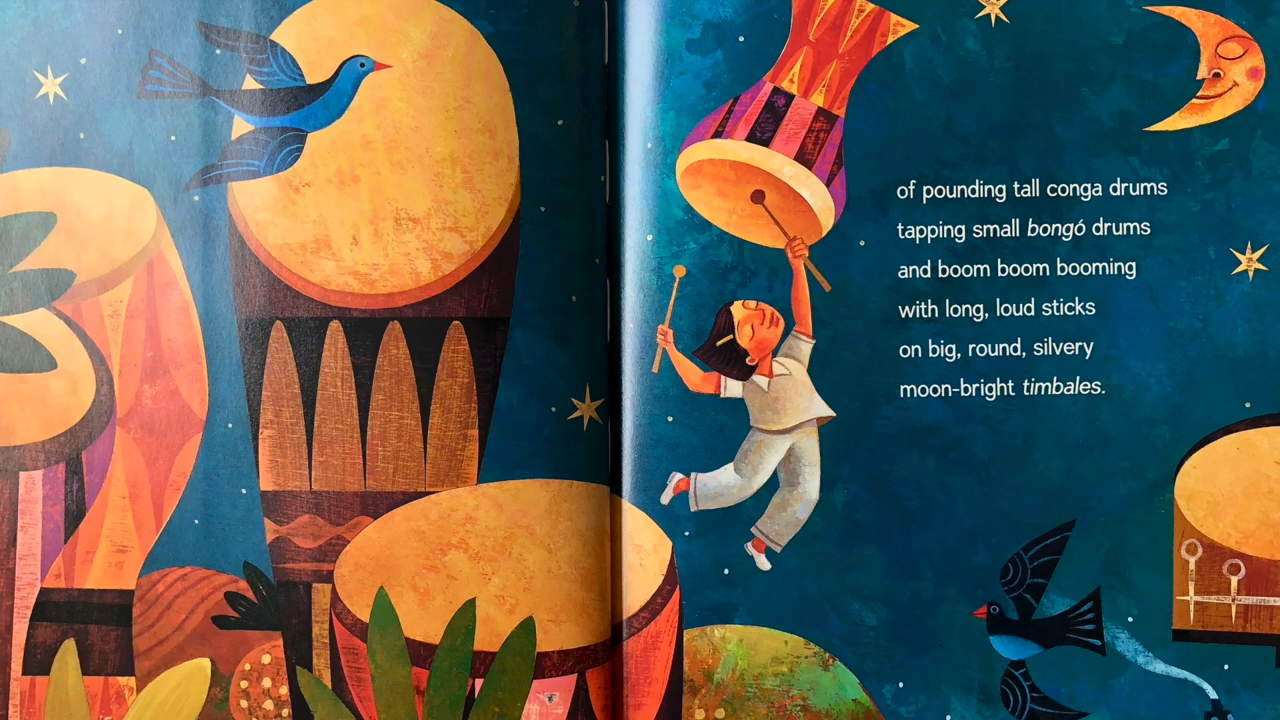 of pounding tall conga drums
tapping small bongó drums
and boom boom booming
with long, loud sticks
on big, round, silvery
moon-bright timbales.